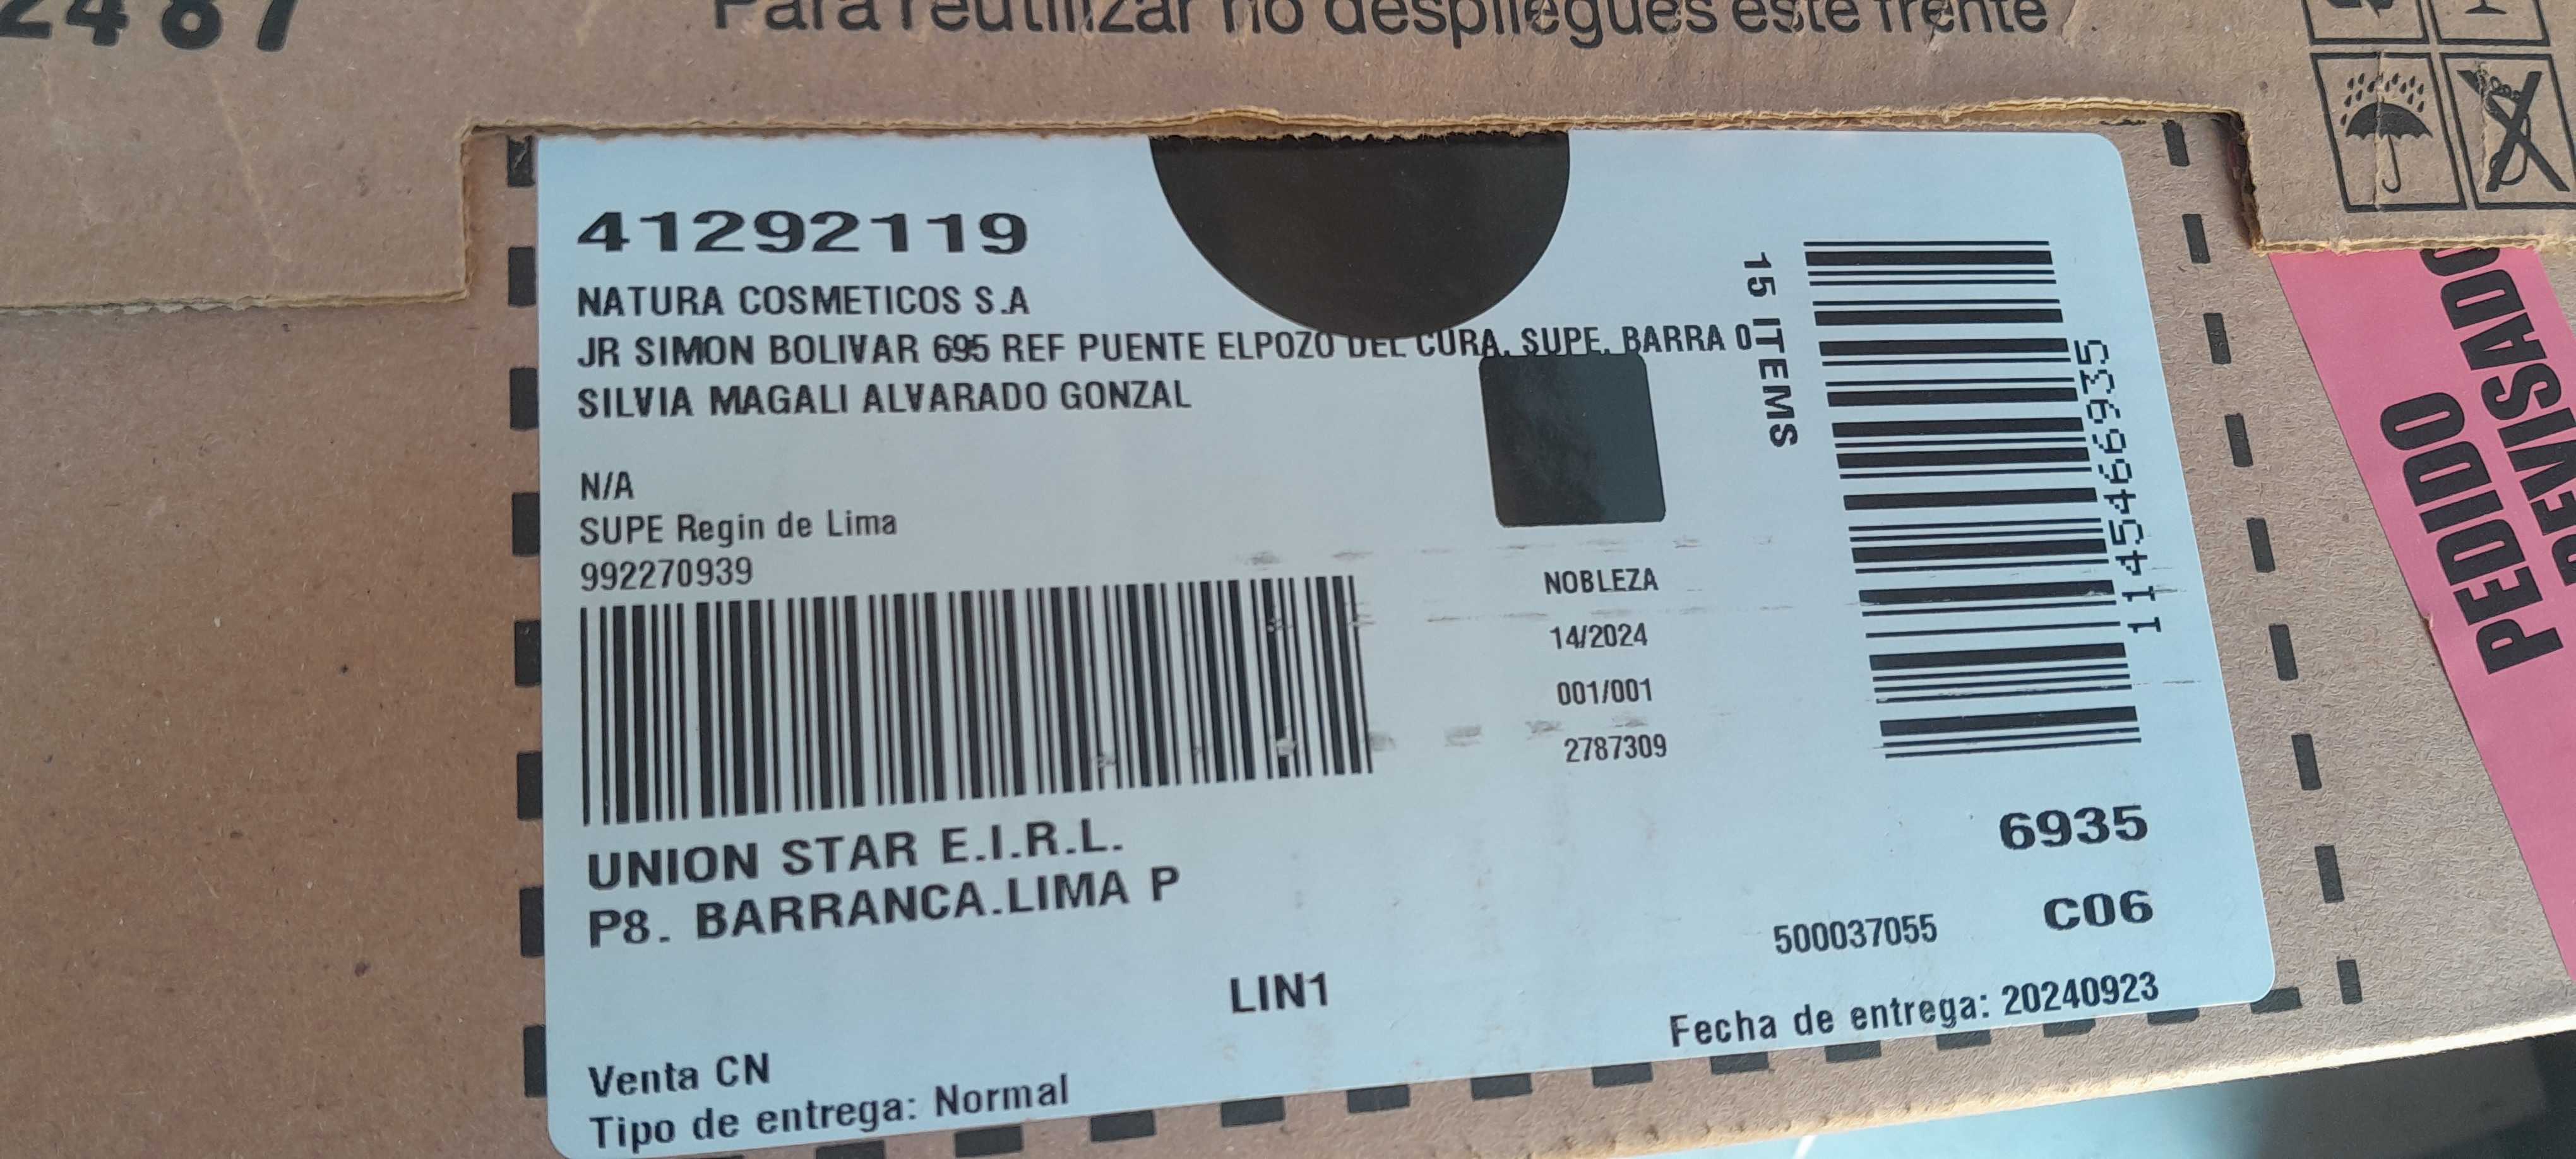 2487
Para reutilizar no despliegues este frente
41292119
NATURA COSMETICOS S.A
JR SIMON BOLIVAR 695 REF PUENTE ELPOZO DEL CURA, SUPE, BARRA 0
SILVIA MAGALI ALVARADO GONZAL
N/A
SUPE Regin de Lima
992270939
15 ITEMS
1145466935
NOBLEZA
14/2024
001/001
2787309
UNION STAR E.I.R.L.
P8. BARRANCA.LIMA P
6935
C06
500037055
LIN1
Fecha de entrega: 20240923
Venta CN
Tipo de entrega: Normal
PEDIDO
REVISADO